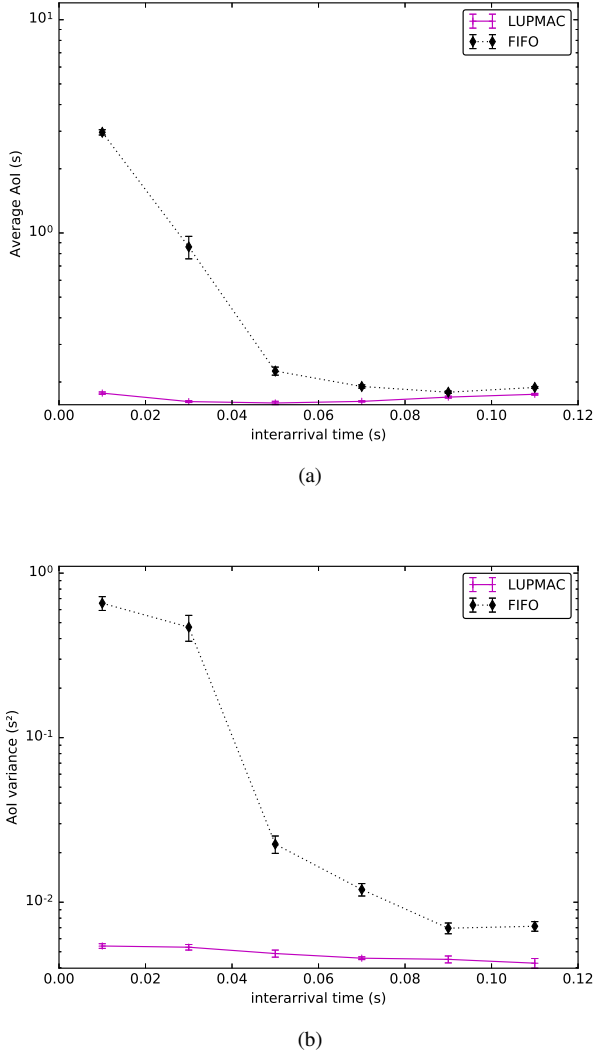 10¹
LUPMAC
FIFO
Average AoI (s)
10⁰
0.00 0.02 0.04 0.06 0.08 0.10 0.12
interarrival time (s)
(a)
10⁰
LUPMAC
FIFO
AoI variance (s²)
10⁻¹
10⁻²
0.00 0.02 0.04 0.06 0.08 0.10 0.12
interarrival time (s)
(b)